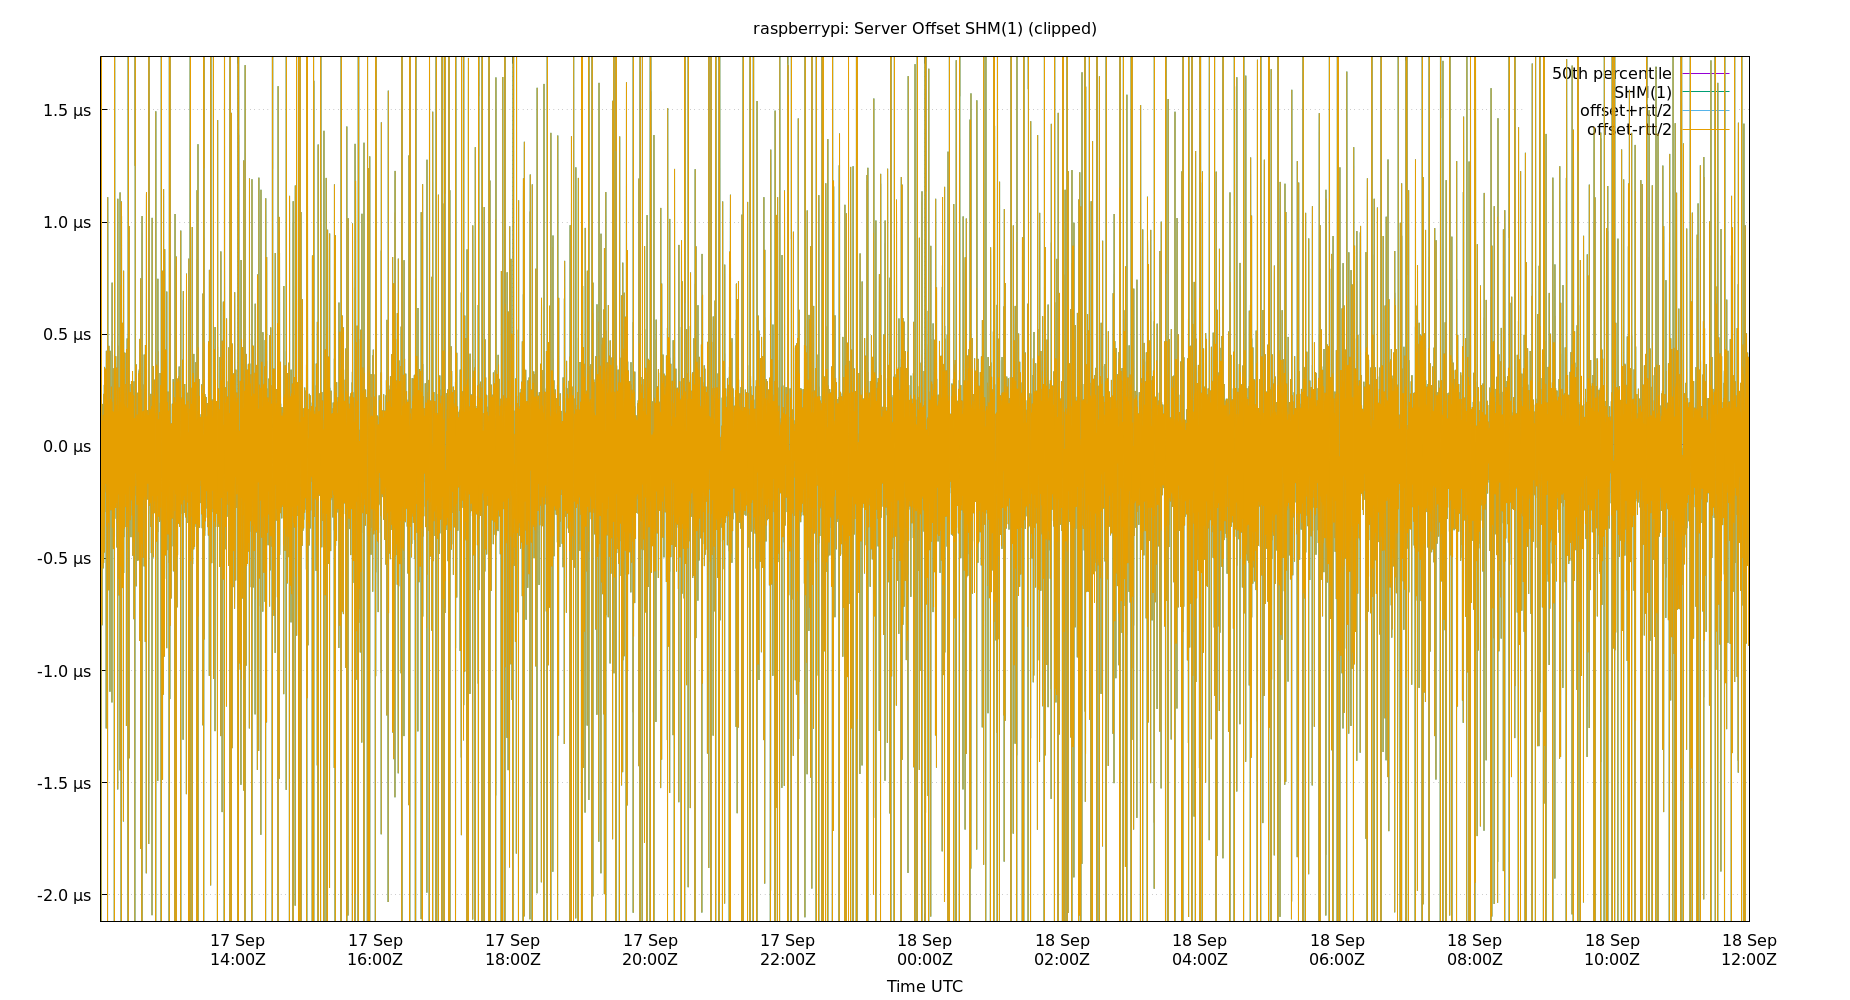 raspberrypi: Server Offset SHM(1) (clipped)
50th percentile
SHM(1)
offset+rtt/2
offset-rtt/2
1.5 µs
1.0 µs
0.5 µs
0.0 µs
-0.5 µs
-1.0 µs
-1.5 µs
-2.0 µs
17 Sep 17 Sep 17 Sep 17 Sep 17 Sep 18 Sep 18 Sep 18 Sep 18 Sep 18 Sep 18 Sep 18 Sep
14:00Z 16:00Z 18:00Z 20:00Z 22:00Z 00:00Z 02:00Z 04:00Z 06:00Z 08:00Z 10:00Z 12:00Z
Time UTC